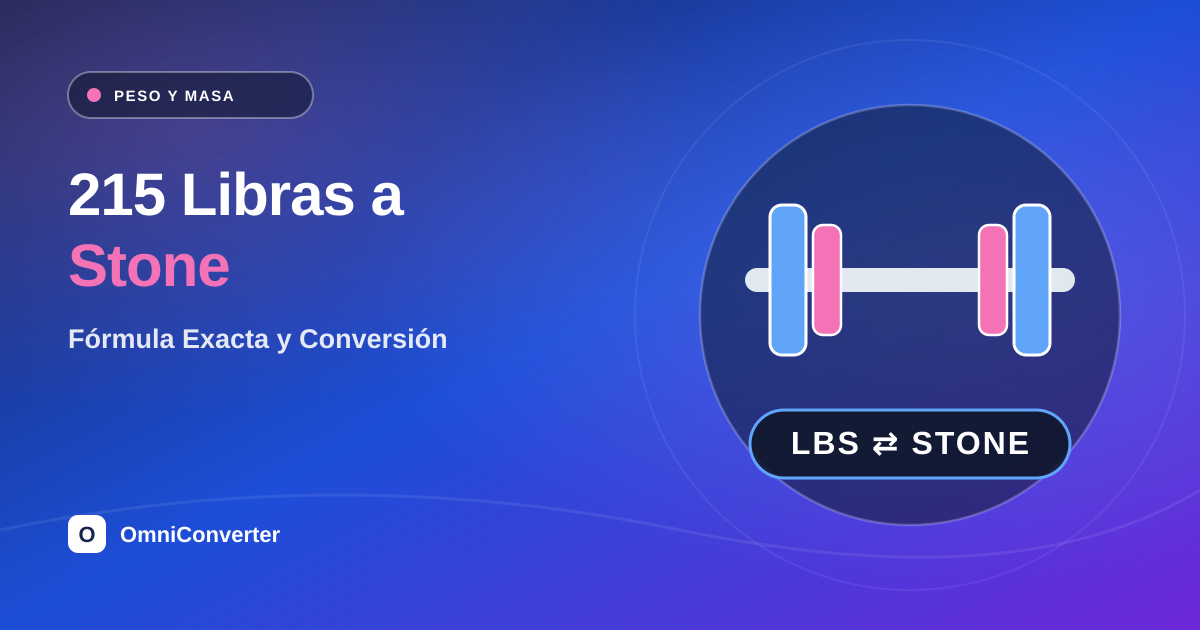 PESO Y MASA
215 Libras a
Stone
Fórmula Exacta y Conversión
LBS ⇄ STONE
O OmniConverter